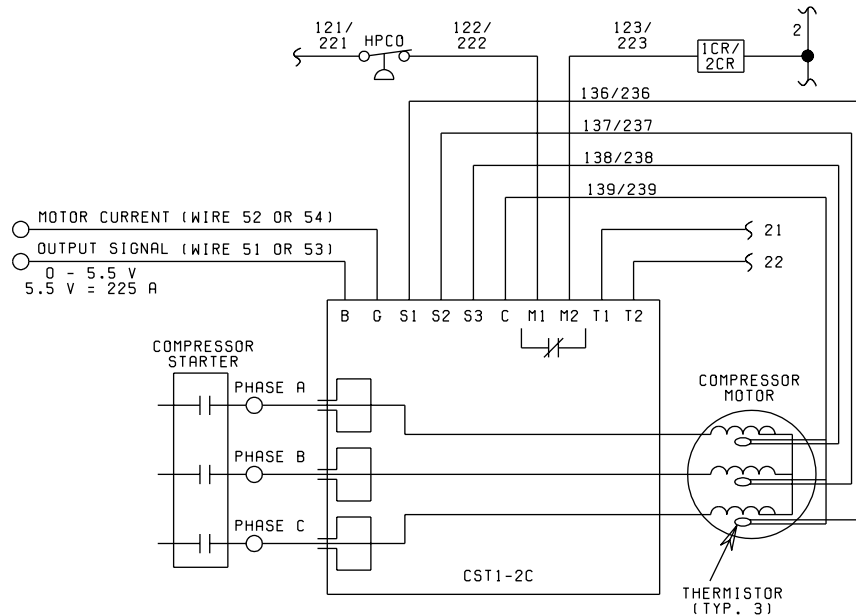 121/
221
HPCO
122/
222
123/
223
1CR/
2CR
2
136/236
137/237
138/238
139/239
MOTOR CURRENT (WIRE 52 OR 54)
OUTPUT SIGNAL (WIRE 51 OR 53)
0 - 5.5 V
5.5 V = 225 A
21
22
B G S1 S2 S3 C M1 M2 T1 T2
COMPRESSOR
STARTER
PHASE A
PHASE B
PHASE C
COMPRESSOR
MOTOR
CST1-2C
THERMISTOR
(TYP. 3)